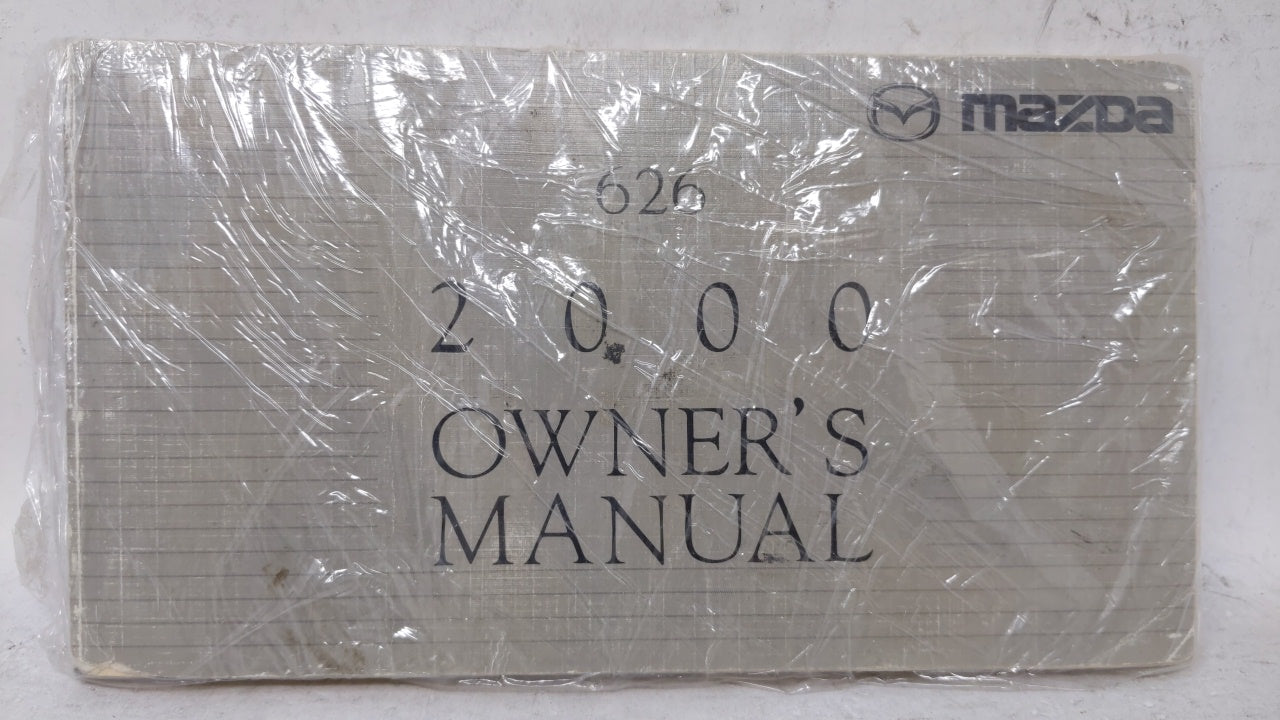 mazda
626
2000
OWNER'S
MANUAL